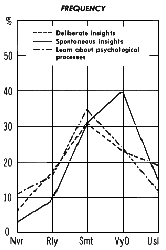 FREQUENCY
%
Deliberate insights
Spontaneous insights
Learn about psychological
processes
50
40
30
20
10
0
Nvr Rly Smt VyO Usl